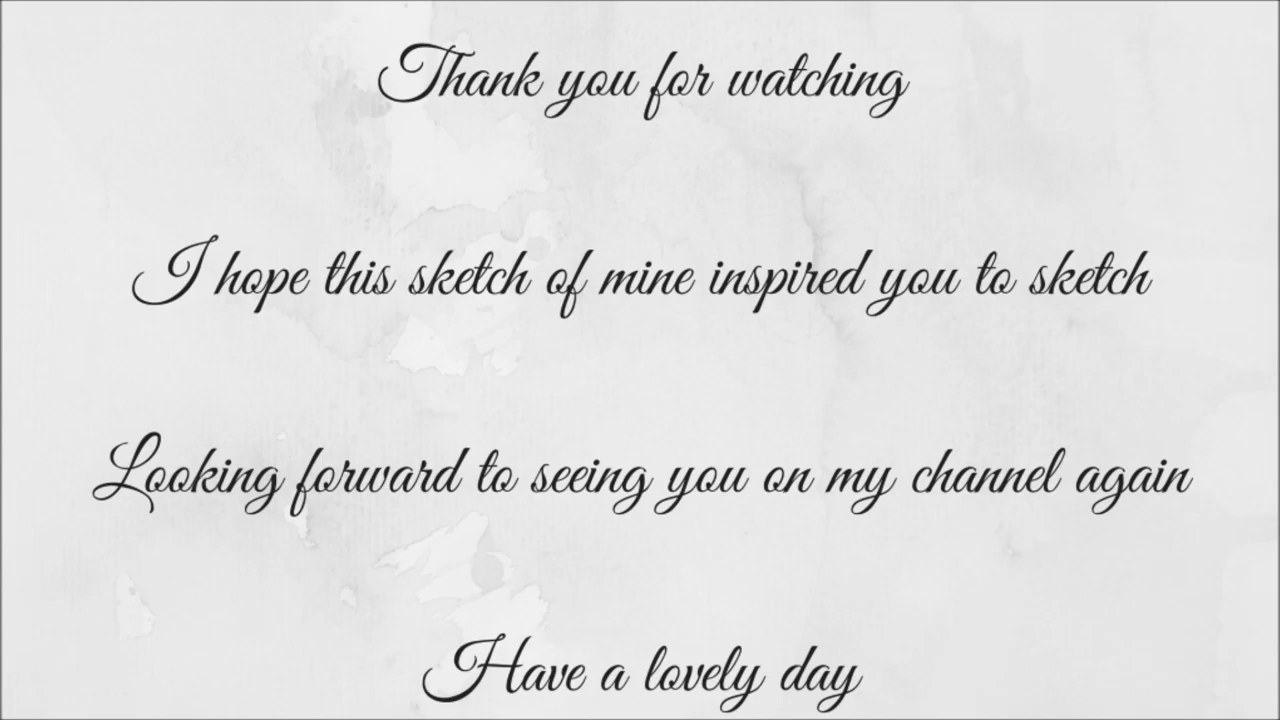 Thank you for watching
I hope this sketch of mine inspired you to sketch
Looking forward to seeing you on my channel again
Have a lovely day